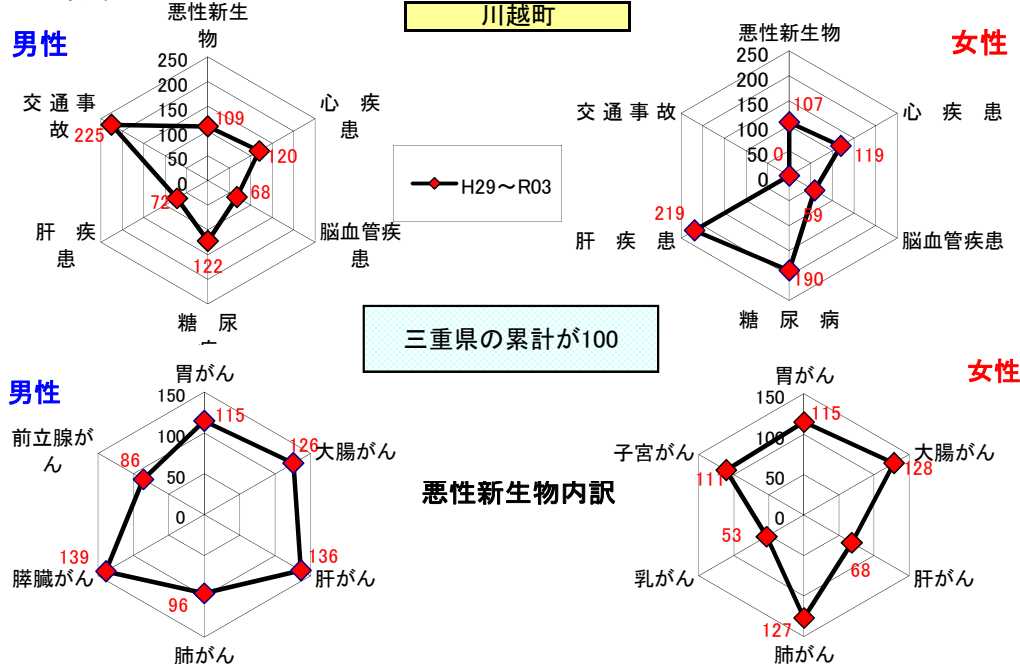 川越町
男性
悪性新生
物
250
200
150
100
50
0
109
心 疾
患
120
68
脳血管疾
患
122
糖 尿
72
肝 疾
患
交 通 事
故
225
H29～R03
女性
悪性新生物
250
200
150
100
50
0
107
心 疾 患
119
59
脳血管疾患
190
糖 尿 病
219
肝 疾 患
0
交 通 事 故
三重県の累計が100
男性
胃がん
150
100
50
0
115
126
大腸がん
136
肝がん
96
肺がん
139
膵臓がん
86
前立腺が
ん
悪性新生物内訳
女性
胃がん
150
100
50
0
115
大腸がん
128
68
肝がん
127
肺がん
53
乳がん
111
子宮がん